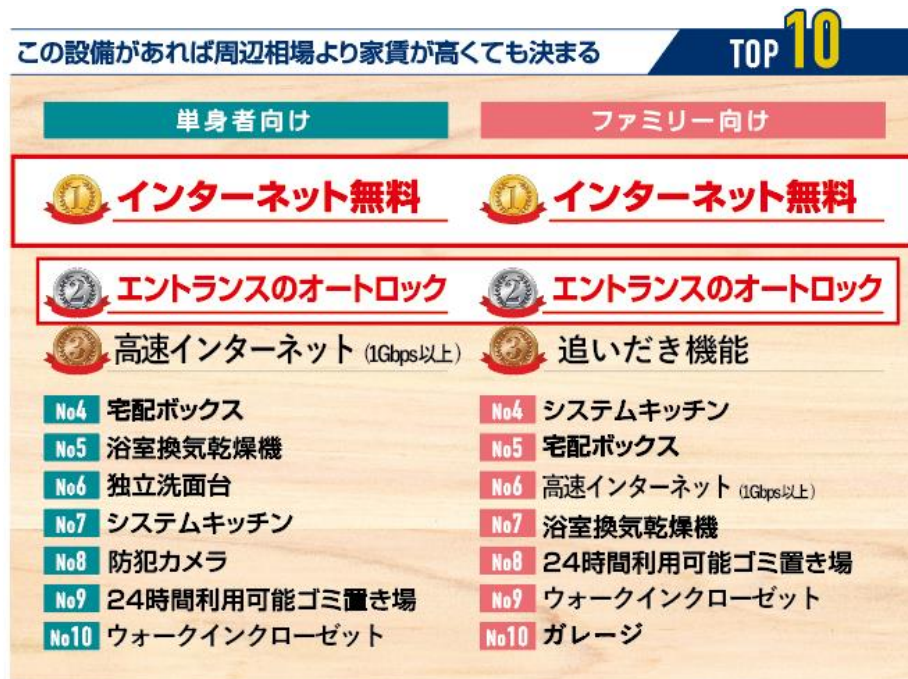 この設備があれば周辺相場より家賃が高くても決まる TOP 10
単身者向け
1 インターネット無料
2 エントランスのオートロック
3 高速インターネット (1Gbps以上)
No4 宅配ボックス
No5 浴室換気乾燥機
No6 独立洗面台
No7 システムキッチン
No8 防犯カメラ
No9 24時間利用可能ゴミ置き場
No10 ウォークインクローゼット
ファミリー向け
1 インターネット無料
2 エントランスのオートロック
3 追いだき機能
No4 システムキッチン
No5 宅配ボックス
No6 高速インターネット (1Gbps以上)
No7 浴室換気乾燥機
No8 24時間利用可能ゴミ置き場
No9 ウォークインクローゼット
No10 ガレージ